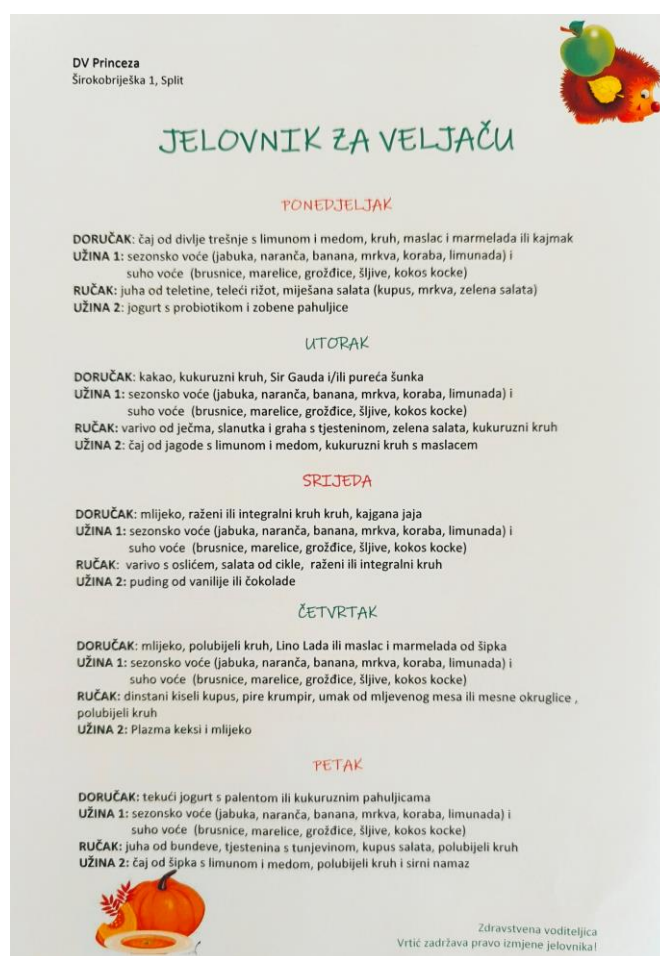 DV Princeza
Širokobriješka 1, Split
JELOVNIK ZA VELJAČU
PONEDJELJAK
DORUČAK: čaj od divlje trešnje s limunom i medom, kruh, maslac i marmelada ili kajmak
UŽINA 1: sezonsko voće (jabuka, naranča, banana, mrkva, koraba, limunada) i
suho voće (brusnice, marelice, grožđice, šljive, kokos kocke)
RUČAK: juha od teletine, teleći rižot, miješana salata (kupus, mrkva, zelena salata)
UŽINA 2: jogurt s probiotikom i zobene pahuljice
UTORAK
DORUČAK: kakao, kukuruzni kruh, Sir Gauda i/ili pureća šunka
UŽINA 1: sezonsko voće (jabuka, naranča, banana, mrkva, koraba, limunada) i
suho voće (brusnice, marelice, grožđice, šljive, kokos kocke)
RUČAK: varivo od ječma, slanutka i graha s tjesteninom, zelena salata, kukuruzni kruh
UŽINA 2: čaj od jagode s limunom i medom, kukuruzni kruh s maslacem
SRIJEDA
DORUČAK: mlijeko, raženi ili integralni kruh kruh, kajgana jaja
UŽINA 1: sezonsko voće (jabuka, naranča, banana, mrkva, koraba, limunada) i
suho voće (brusnice, marelice, grožđice, šljive, kokos kocke)
RUČAK: varivo s oslićem, salata od cikle, raženi ili integralni kruh
UŽINA 2: puding od vanilije ili čokolade
ČETVRTAK
DORUČAK: mlijeko, polubijeli kruh, Lino Lada ili maslac i marmelada od šipka
UŽINA 1: sezonsko voće (jabuka, naranča, banana, mrkva, koraba, limunada) i
suho voće (brusnice, marelice, grožđice, šljive, kokos kocke)
RUČAK: dinstani kiseli kupus, pire krumpir, umak od mljevenog mesa ili mesne okruglice ,
polubijeli kruh
UŽINA 2: Plazma keksi i mlijeko
PETAK
DORUČAK: tekući jogurt s palentom ili kukuruznim pahuljicama
UŽINA 1: sezonsko voće (jabuka, naranča, banana, mrkva, koraba, limunada) i
suho voće (brusnice, marelice, grožđice, šljive, kokos kocke)
RUČAK: juha od bundeve, tjestenina s tunjevinom, kupus salata, polubijeli kruh
UŽINA 2: čaj od šipka s limunom i medom, polubijeli kruh i sirni namaz
Zdravstvena voditeljica
Vrtić zadržava pravo izmjene jelovnika!